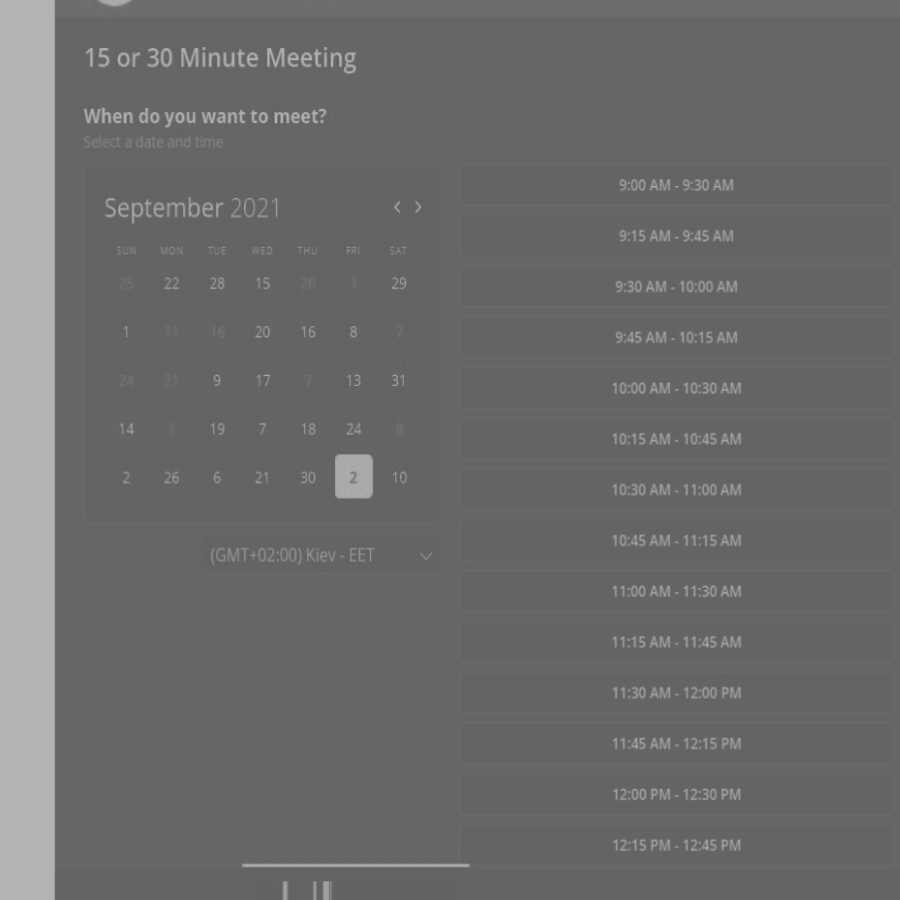 15 or 30 Minute Meeting
When do you want to meet?
Select a date and time
September 2021
SUN MON TUE WED THU FRI SAT
25 22 28 15 26 1 29
1 11 16 20 16 8 7
24 21 9 17 7 13 31
14 1 19 7 18 24 8
2 26 6 21 30 2 10
(GMT+02:00) Kiev - EET
9:00 AM - 9:30 AM
9:15 AM - 9:45 AM
9:30 AM - 10:00 AM
9:45 AM - 10:15 AM
10:00 AM - 10:30 AM
10:15 AM - 10:45 AM
10:30 AM - 11:00 AM
10:45 AM - 11:15 AM
11:00 AM - 11:30 AM
11:15 AM - 11:45 AM
11:30 AM - 12:00 PM
11:45 AM - 12:15 PM
12:00 PM - 12:30 PM
12:15 PM - 12:45 PM